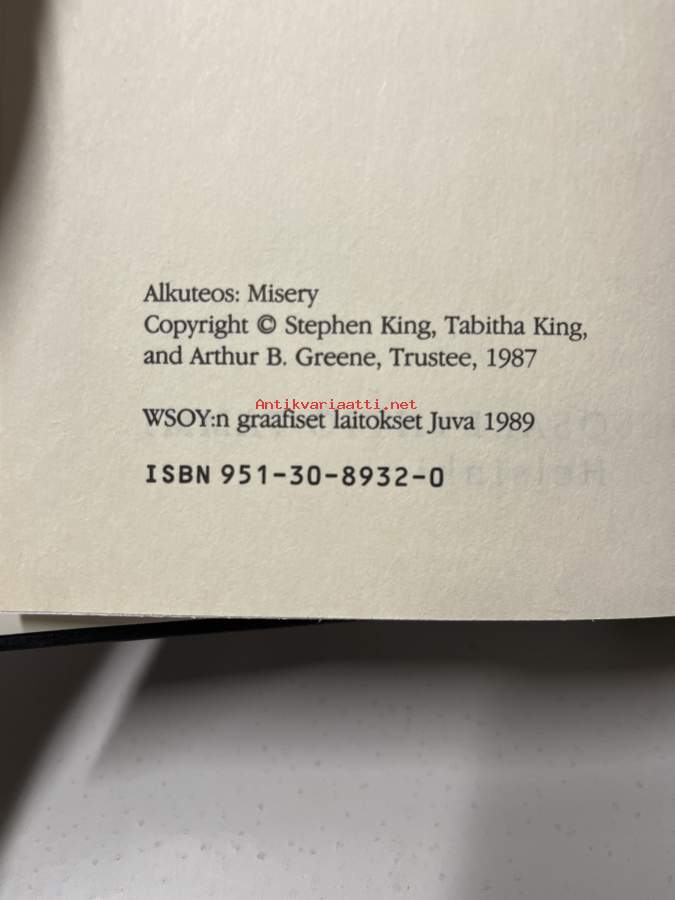 Alkuteos: Misery
Copyright © Stephen King, Tabitha King,
and Arthur B. Greene, Trustee, 1987
Antikvariaatti.net
WSOY:n graafiset laitokset Juva 1989
ISBN 951-30-8932-0